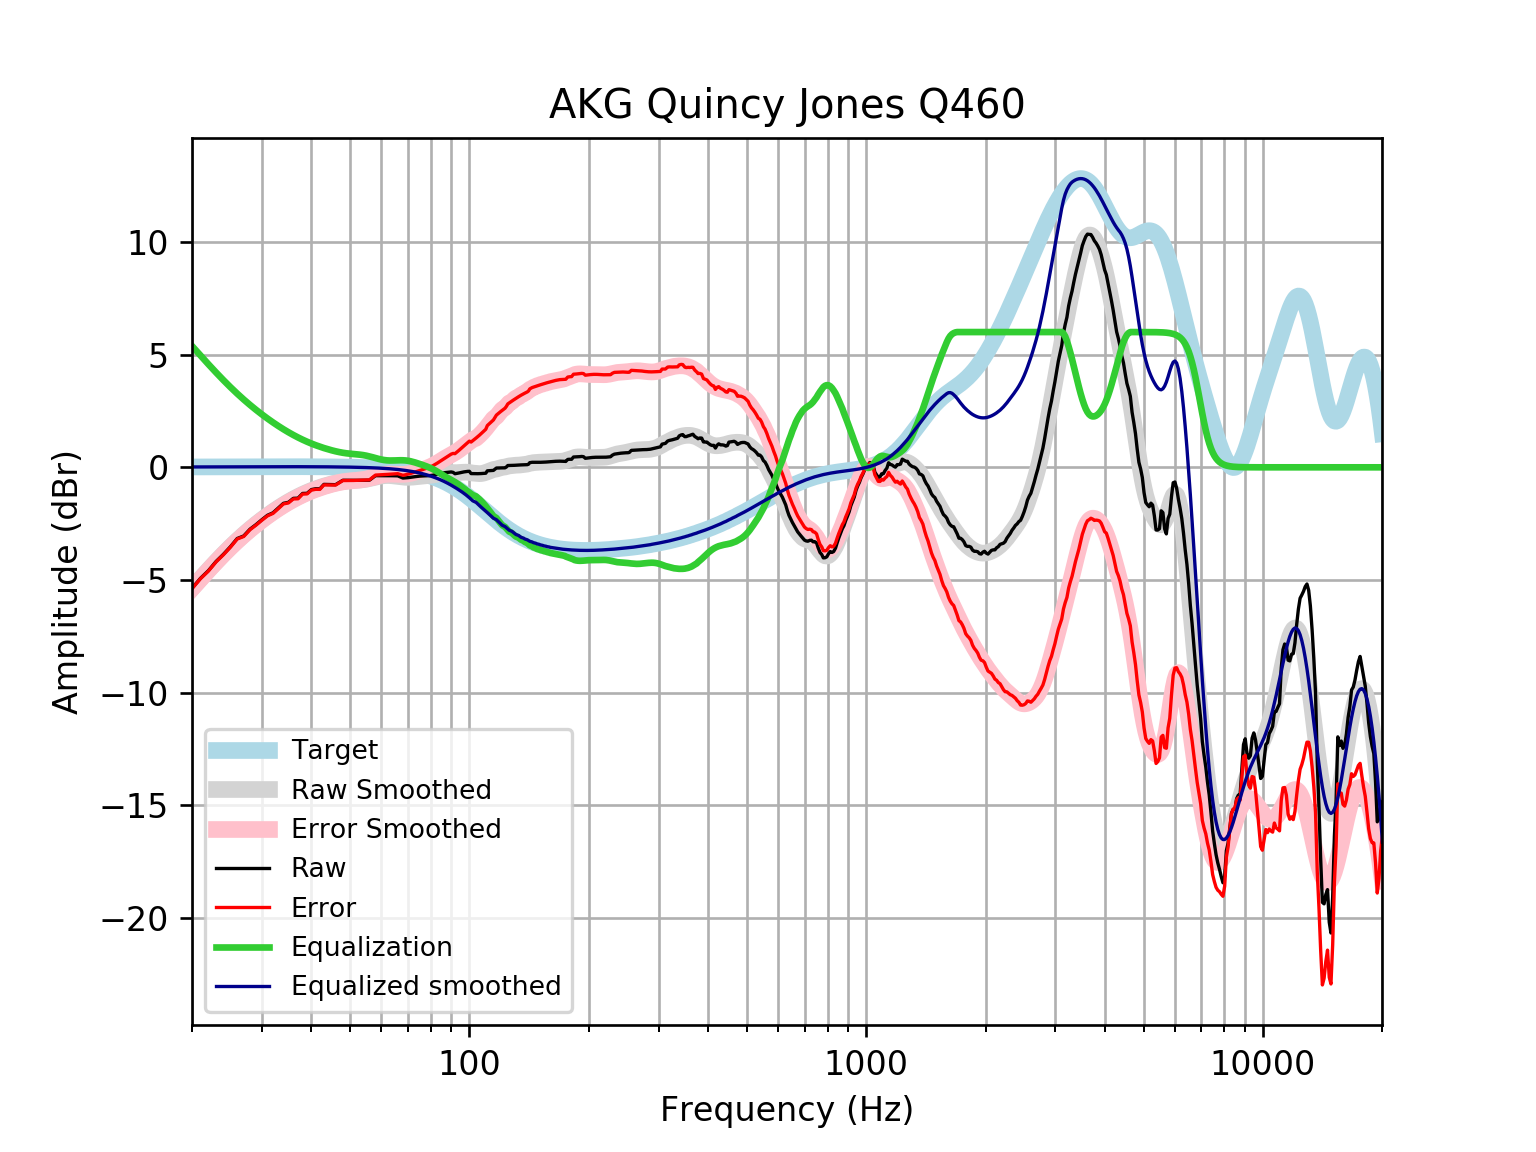 AKG Quincy Jones Q460
Amplitude (dBr)
10
5
0
−5
−10
−15
−20
Target
Raw Smoothed
Error Smoothed
Raw
Error
Equalization
Equalized smoothed
100 1000 10000
Frequency (Hz)